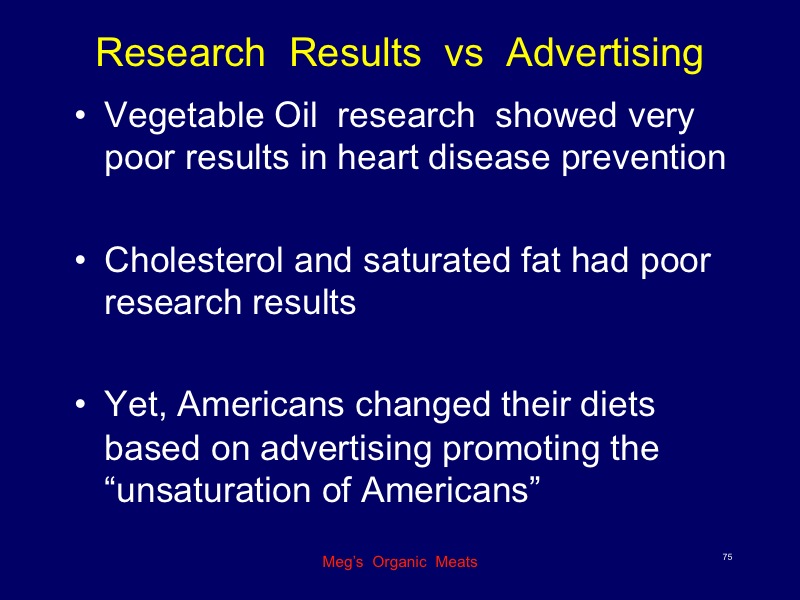 Research Results vs Advertising
• Vegetable Oil research showed very
poor results in heart disease prevention
• Cholesterol and saturated fat had poor
research results
• Yet, Americans changed their diets
based on advertising promoting the
“unsaturation of Americans”
Meg’s Organic Meats
75